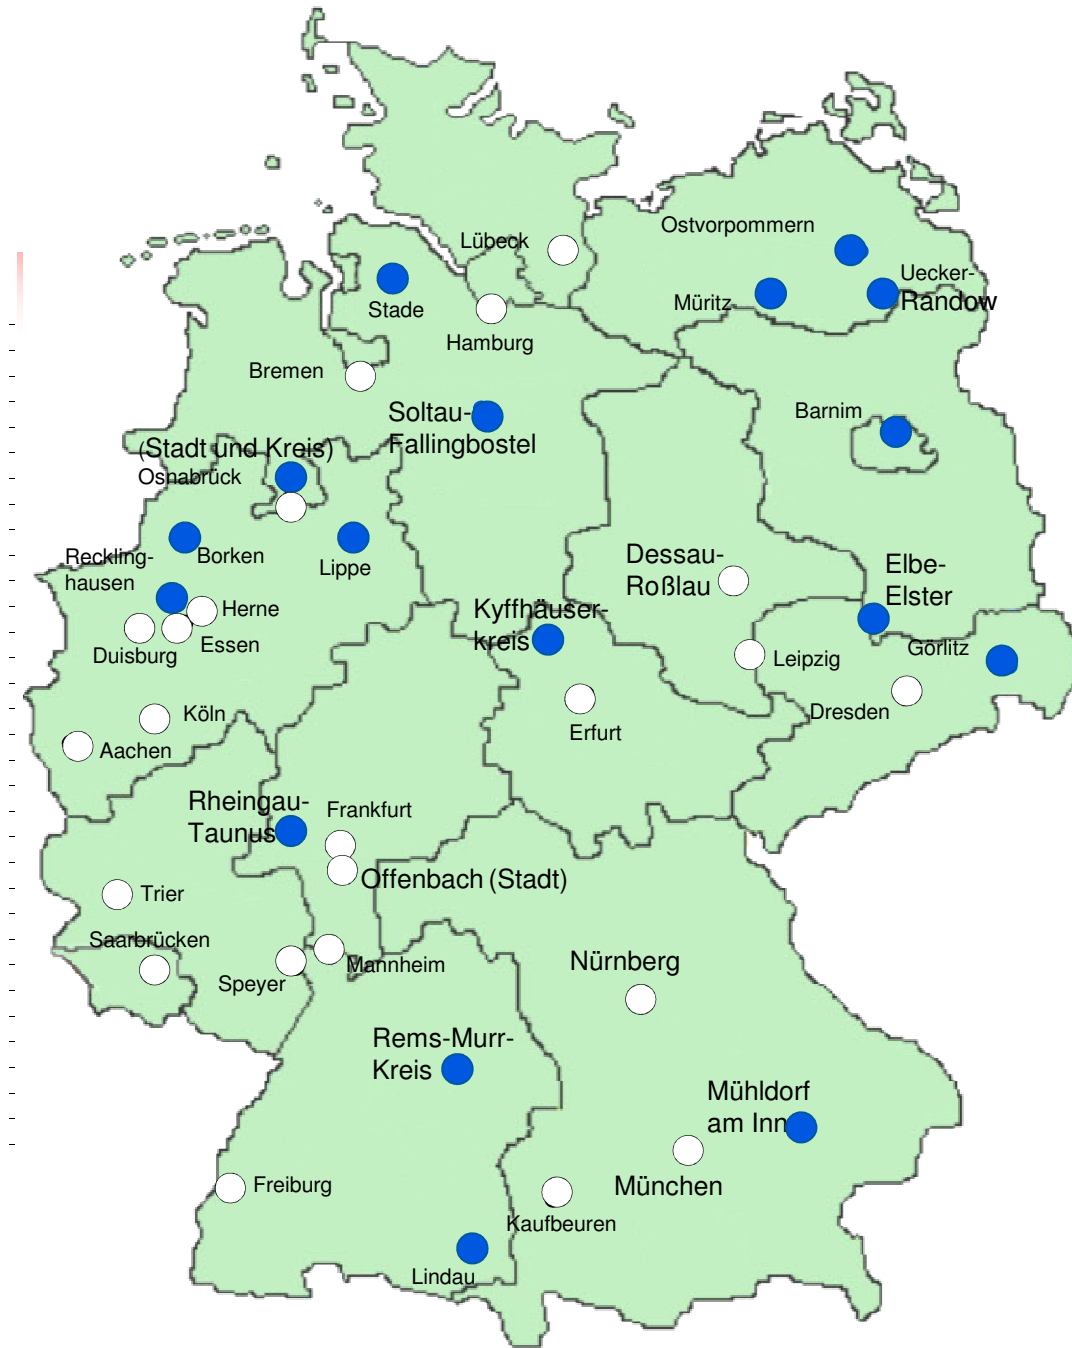 Ostvorpommern
Lübeck
Uecker-
Randow
Müritz
Stade
Hamburg
Bremen
Soltau-
Fallingbostel
Barnim
(Stadt und Kreis)
Osnabrück
Reckling-
hausen
Borken
Lippe
Dessau-
Roßlau
Elbe-
Elster
Herne
Kyffhäuser-
kreis
Essen
Duisburg
Görlitz
Leipzig
Dresden
Köln
Erfurt
Aachen
Rheingau-
Taunus
Frankfurt
Offenbach (Stadt)
Trier
Saarbrücken
Speyer
Mannheim
Nürnberg
Rems-Murr-
Kreis
Mühldorf
am Inn
München
Freiburg
Kaufbeuren
Lindau